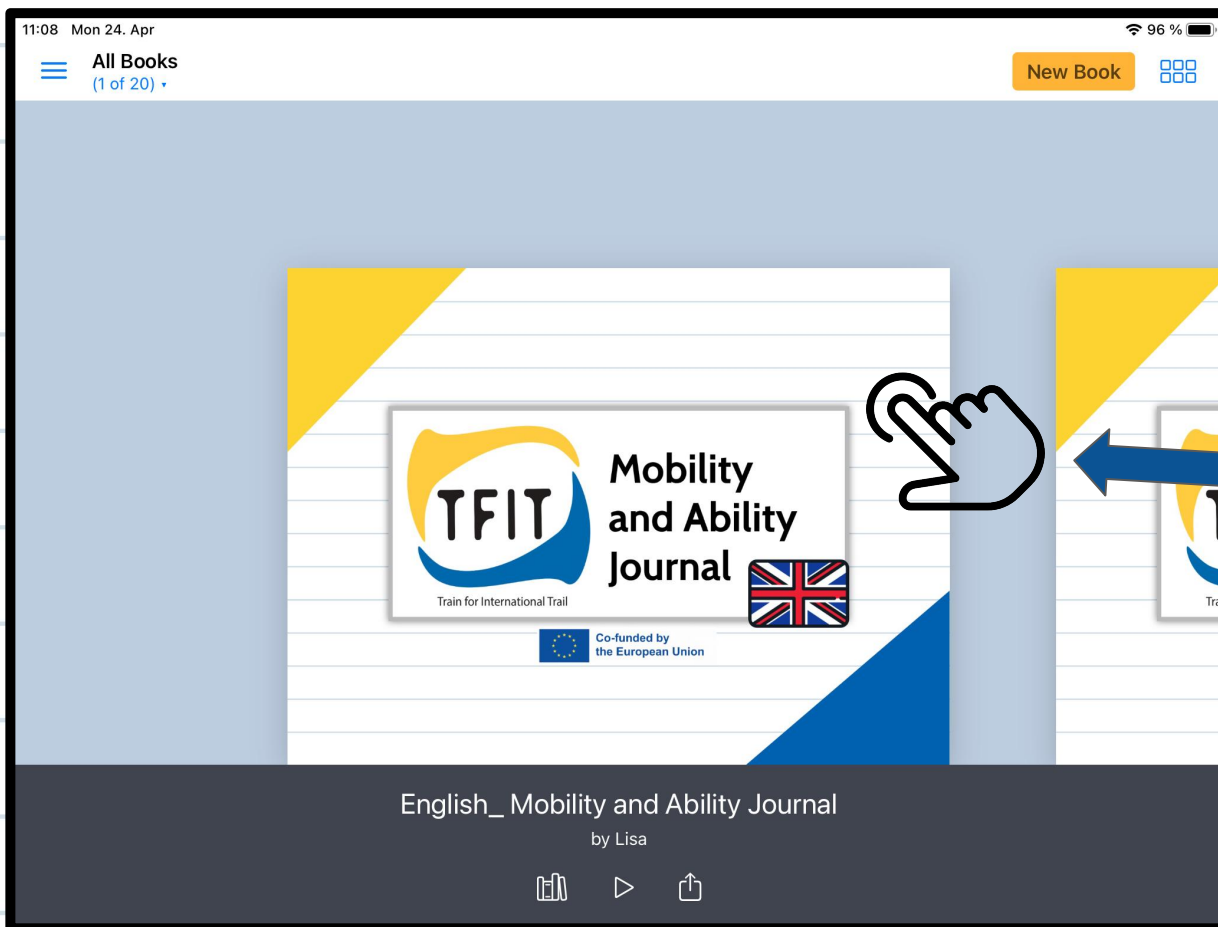 11:08 Mon 24. Apr
96 %
All Books
(1 of 20)
New Book
TFIT
Train for International Trail
Mobility
and Ability
Journal
Co-funded by
the European Union
T
Tra
English_ Mobility and Ability Journal
by Lisa